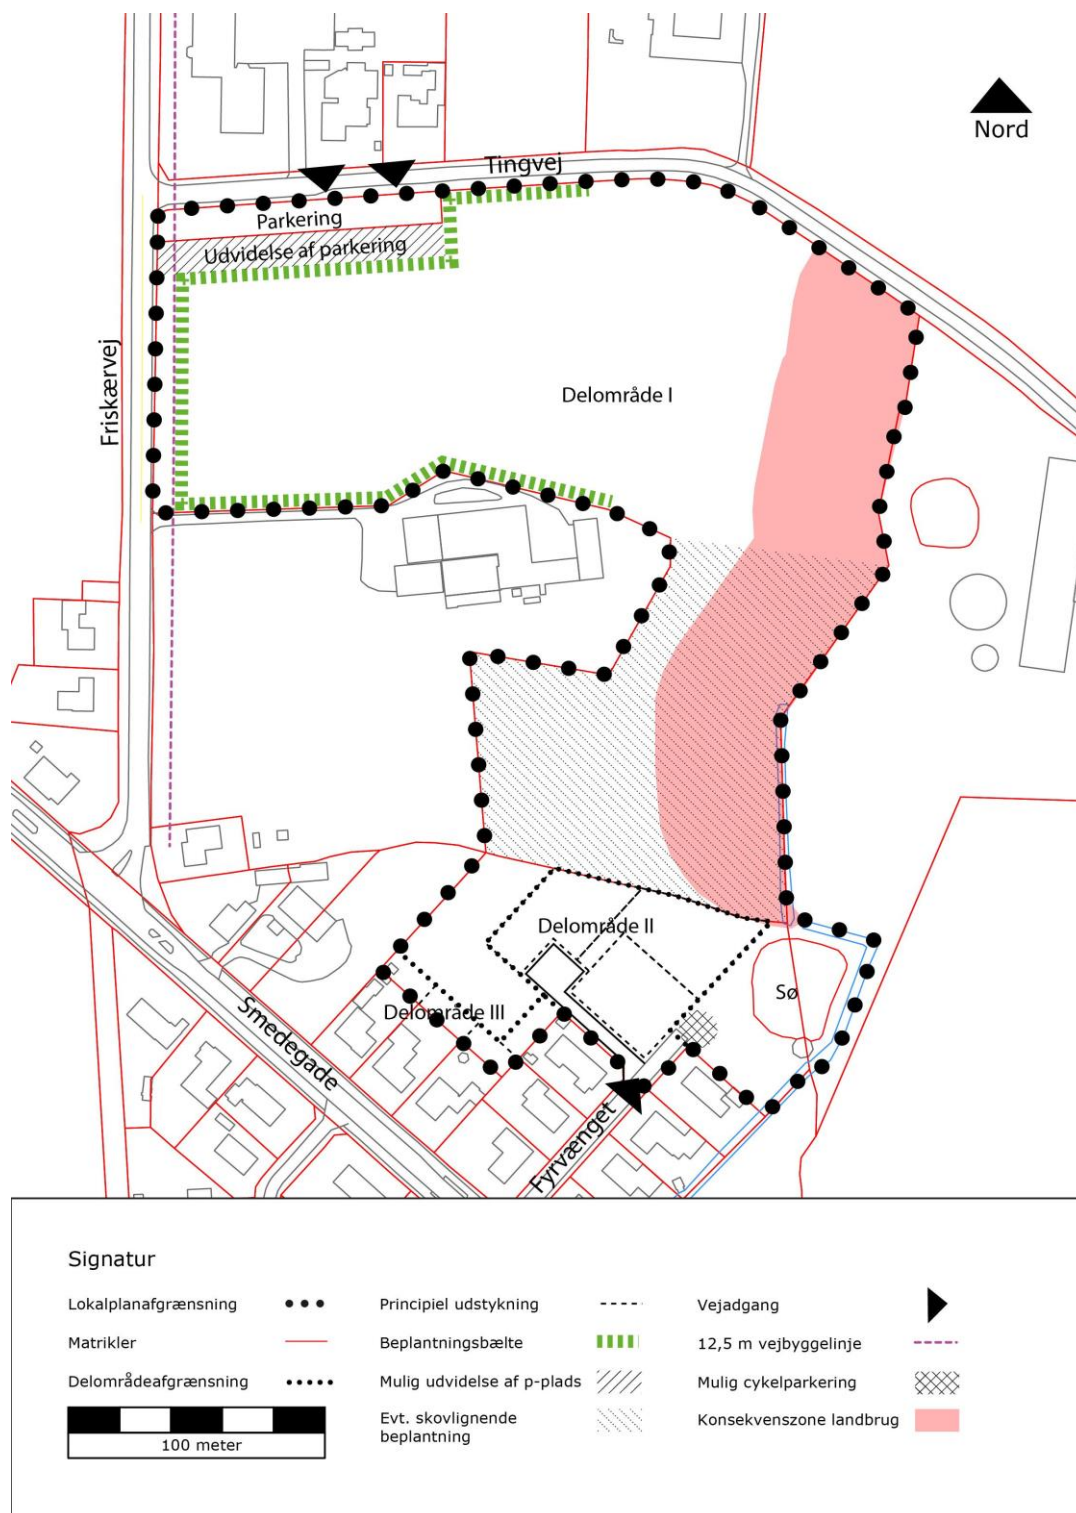 Nord
Tingvej
Parkering
Udvidelse af parkering
Friskærvej
Delområde I
Delområde II
Sø
Delområde III
Smedegade
Fyrvænget
Signatur
Lokalplanafgrænsning
Matrikler
Delområdeafgrænsning
100 meter
Principiel udstykning
Beplantningsbælte
Mulig udvidelse af p-plads
Evt. skovlignende
beplantning
Vejadgang
12,5 m vejbyggelinje
Mulig cykelparkering
Konsekvenszone landbrug